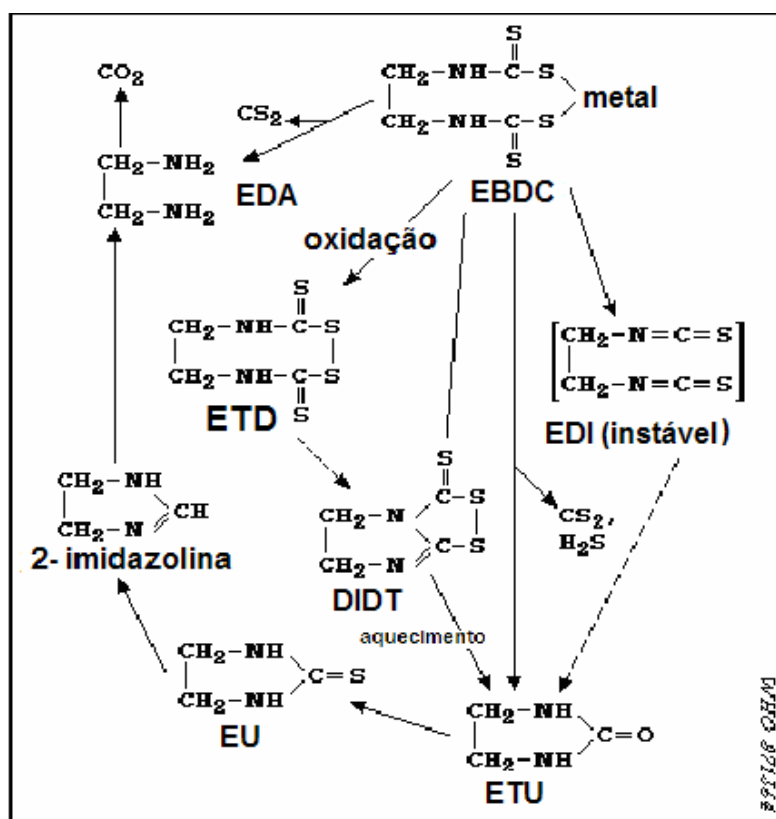 S
CO₂
CH₂–NH–C–S
CS₂
metal
CH₂–NH–C–S
CH₂–NH₂
S
CH₂–NH₂
EDA
EBDC
oxidação
S
CH₂–NH–C–S
CH₂–N=C=S
CH₂–NH–C–S
CH₂–N=C=S
S
ETD
EDI (instável)
S
CH₂–NH
CH₂–N
C–S
CH
CS₂,
CH₂–N
CH₂–N
C–S
H₂S
2- imidazolina
DIDT
aquecimento
CH₂–NH
C=S
CH₂–NH
EU
CH₂–NH
C=O
CH₂–NH
ETU
WHO